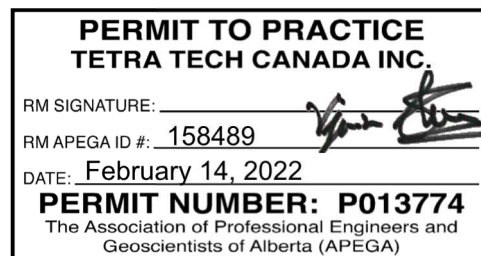 PERMIT TO PRACTICE
TETRA TECH CANADA INC.
RM SIGNATURE:
RM APEGA ID #: 158489
DATE: February 14, 2022
PERMIT NUMBER: P013774
The Association of Professional Engineers and
Geoscientists of Alberta (APEGA)